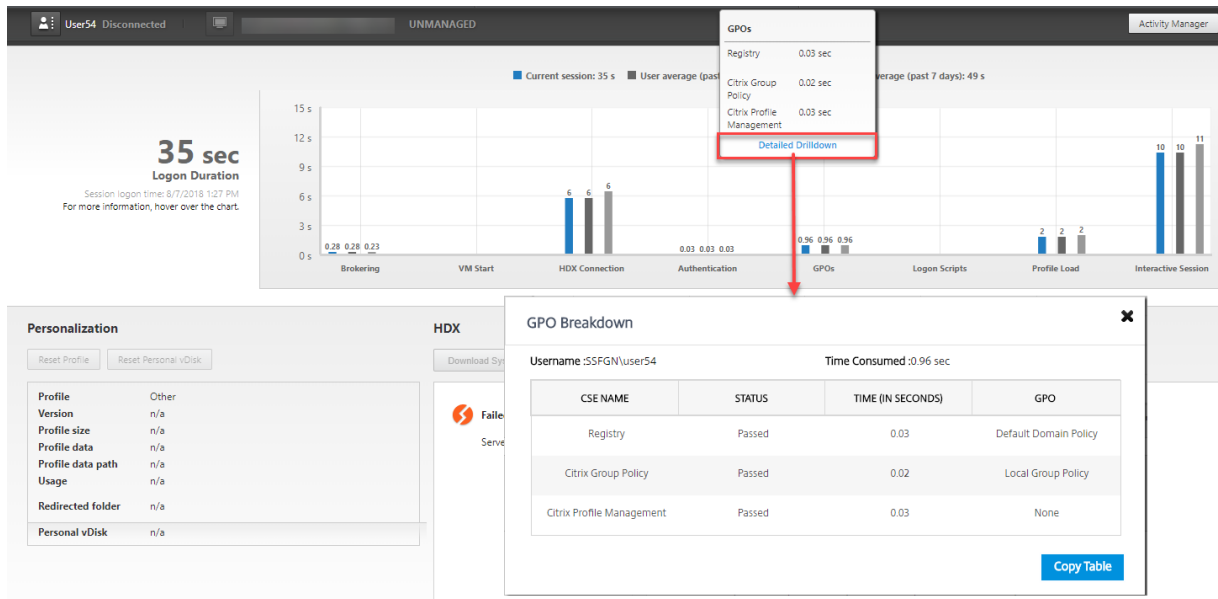 User54 Disconnected
UNMANAGED
Activity Manager
GPOs
Registry 0.03 sec
Citrix Group 0.02 sec
Policy
Citrix Profile 0.03 sec
Management
Detailed Drilldown
Current session: 35 s User average (past
verage (past 7 days): 49 s
35 sec
Logon Duration
Session logon time: 8/7/2018 1:27 PM
For more information, hover over the chart.
15 s
12 s
9 s
6 s
3 s
0 s
0.28 0.28 0.23
6 6 6
0.03 0.03 0.03
0.96 0.96 0.96
2 2 2
10 10 11
Brokering VM Start HDX Connection Authentication GPOs Logon Scripts Profile Load Interactive Session
Personalization
Reset Profile Reset Personal vDisk
Profile Other
Version n/a
Profile size n/a
Profile data n/a
Profile data path n/a
Usage n/a
Redirected folder n/a
Personal vDisk n/a
HDX
Download Sy
Faile
Serve
GPO Breakdown
Username :SSFGN\user54 Time Consumed :0.96 sec
CSE NAME STATUS TIME (IN SECONDS) GPO
Registry Passed 0.03 Default Domain Policy
Citrix Group Policy Passed 0.02 Local Group Policy
Citrix Profile Management Passed 0.03 None
Copy Table